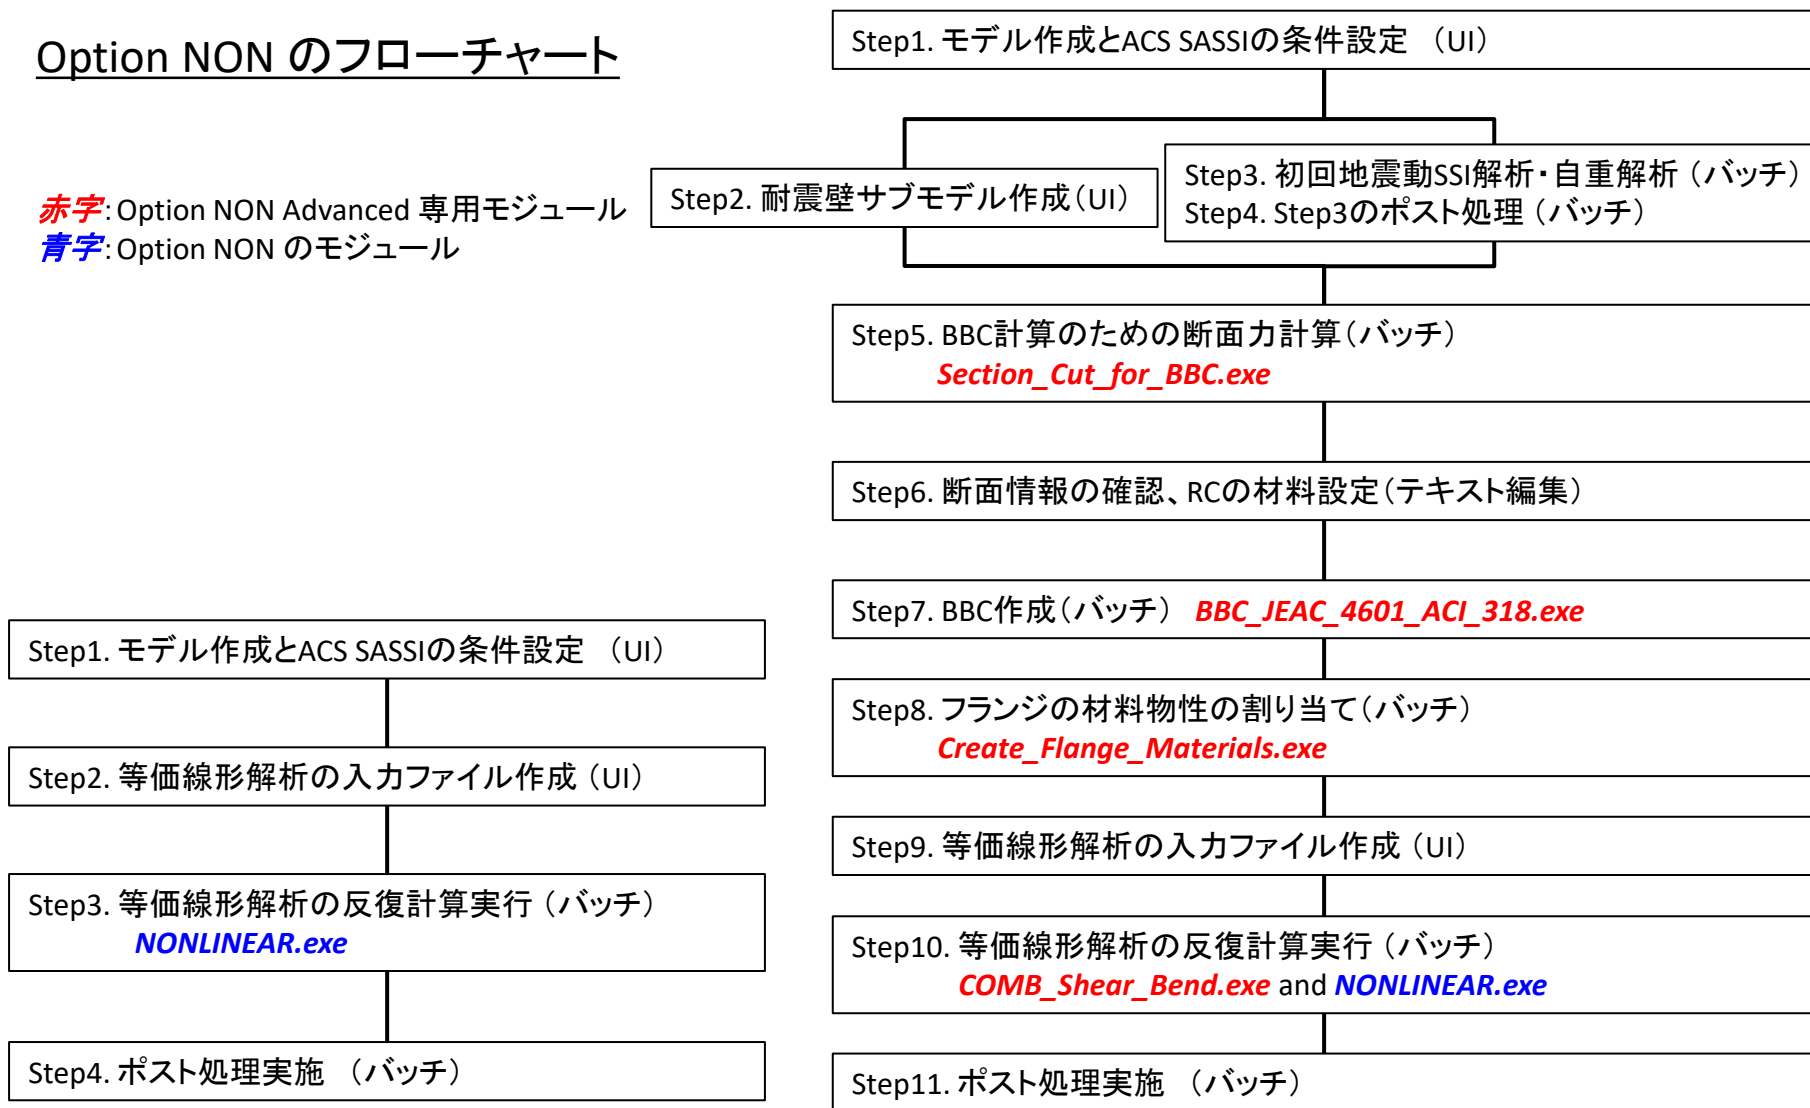 Option NON のフローチャート
赤字: Option NON Advanced 専用モジュール
青字: Option NON のモジュール
Step1. モデル作成とACS SASSIの条件設定 （UI）
Step2. 等価線形解析の入力ファイル作成（UI）
Step3. 等価線形解析の反復計算実行（バッチ）
NONLINEAR.exe
Step4. ポスト処理実施 （バッチ）
Step1. モデル作成とACS SASSIの条件設定 （UI）
Step2. 耐震壁サブモデル作成（UI）
Step3. 初回地震動SSI解析・自重解析（バッチ）
Step4. Step3のポスト処理（バッチ）
Step5. BBC計算のための断面力計算（バッチ）
Section_Cut_for_BBC.exe
Step6. 断面情報の確認、RCの材料設定（テキスト編集）
Step7. BBC作成（バッチ） BBC_JEAC_4601_ACI_318.exe
Step8. フランジの材料物性の割り当て（バッチ）
Create_Flange_Materials.exe
Step9. 等価線形解析の入力ファイル作成（UI）
Step10. 等価線形解析の反復計算実行（バッチ）
COMB_Shear_Bend.exe and NONLINEAR.exe
Step11. ポスト処理実施 （バッチ）